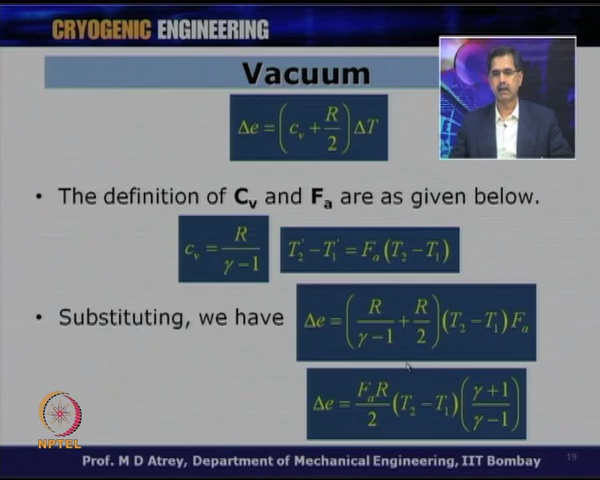 CRYOGENIC ENGINEERING
Vacuum
Δe = (c_v + R/2) ΔT
• The definition of C_v and F_a are as given below.
c_v = R/(γ−1)   T_2' − T_1' = F_a (T_2 − T_1)
• Substituting, we have Δe = (R/(γ−1) + R/2)(T_2 − T_1) F_a
Δe = F_a R/2 (T_2 − T_1) ((γ+1)/(γ−1))
NPTEL
Prof. M D Atrey, Department of Mechanical Engineering, IIT Bombay
19